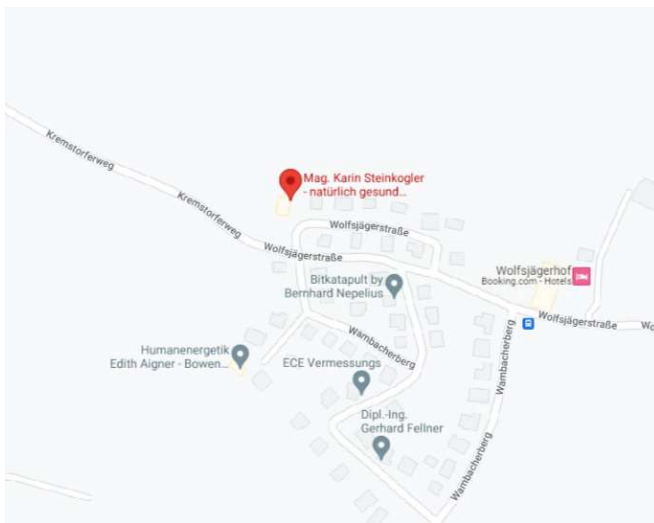 Kremstorferweg
Mag. Karin Steinkogler
- natürlich gesund...
Kremstorferweg
Wolfsjägerstraße
Wolfsjägerstraße
Wolfsjägerhof
Booking.com - Hotels
Bitkatapult by
Bernhard Nepelius
Wolfsjägerstraße
Wo
Wambacherberg
Wambacherberg
Humanenergetik
Edith Aigner - Bowen...
ECE Vermessungs
Dipl.-Ing.
Gerhard Fellner
Wambacherberg